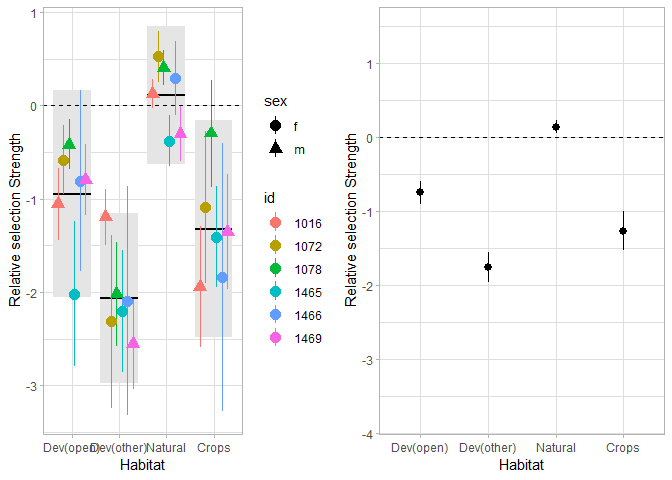 Relative selection Strength
1
0
-1
-2
-3
Dev(open)
Dev(other)
Natural
Crops
Habitat
sex
f
m
id
1016
1072
1078
1465
1466
1469
Relative selection Strength
1
0
-1
-2
-3
-4
Dev(open)
Dev(other)
Natural
Crops
Habitat